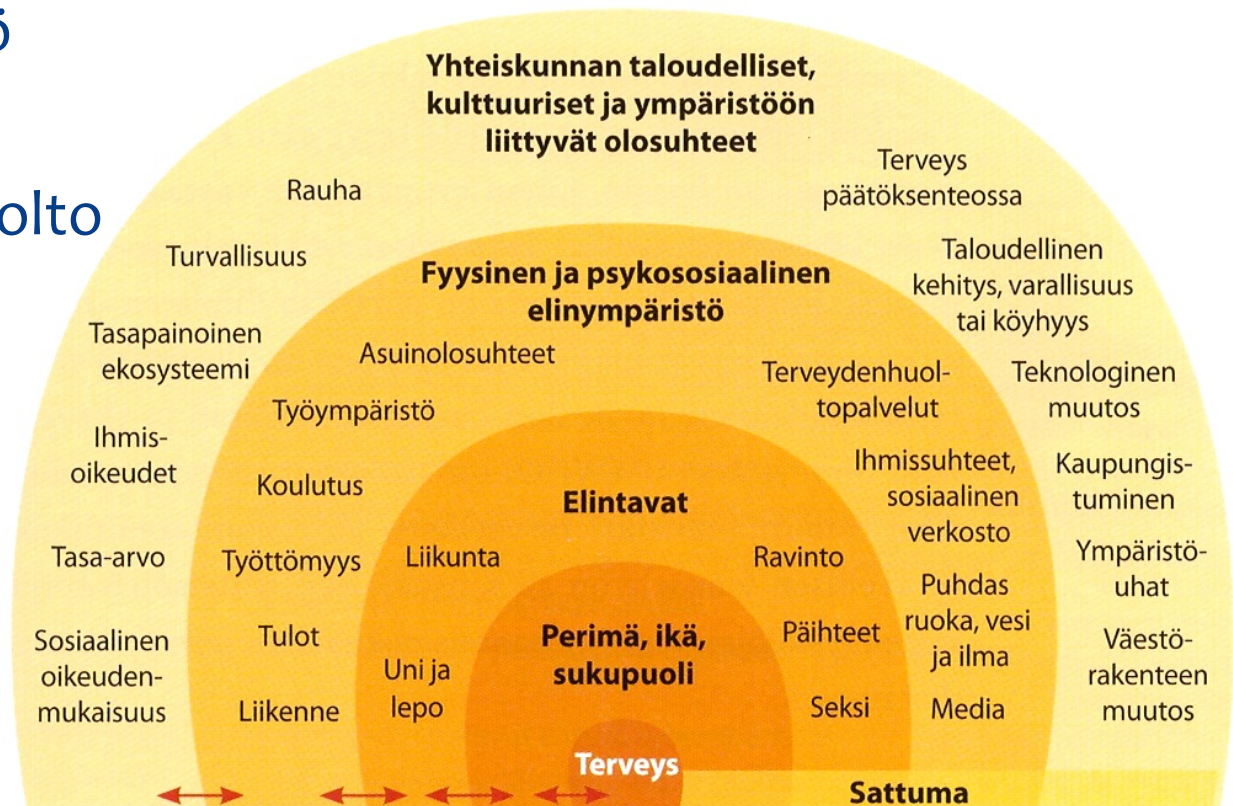 ö
olto
Yhteiskunnan taloudelliset,
kulttuuriset ja ympäristöön
liittyvät olosuhteet
Rauha
Turvallisuus
Tasapainoinen
ekosysteemi
Ihmis-
oikeudet
Tasa-arvo
Sosiaalinen
oikeuden-
mukaisuus
Terveys
päätöksenteossa
Taloudellinen
kehitys, varallisuus
tai köyhyys
Teknologinen
muutos
Kaupungis-
tuminen
Ympäristö-
uhat
Väestö-
rakenteen
muutos
Fyysinen ja psykososiaalinen
elinympäristö
Asuinolosuhteet
Työympäristö
Koulutus
Työttömyys
Tulot
Liikenne
Terveydenhuol-
topalvelut
Ihmissuhteet,
sosiaalinen
verkosto
Puhdas
ruoka, vesi
ja ilma
Media
Elintavat
Liikunta
Uni ja
lepo
Ravinto
Päihteet
Seksi
Perimä, ikä,
sukupuoli
Terveys
Sattuma